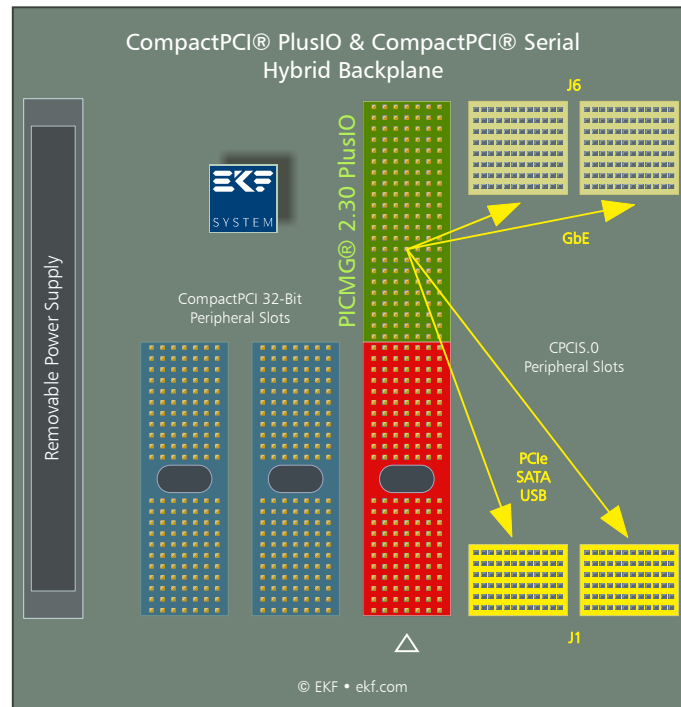 CompactPCI® PlusIO & CompactPCI® Serial
Hybrid Backplane
J6
EKF
SYSTEM
PICMG® 2.30 PlusIO
GbE
Removable Power Supply
CompactPCI 32-Bit
Peripheral Slots
CPCIS.0
Peripheral Slots
PCIe
SATA
USB
J1
© EKF • ekf.com